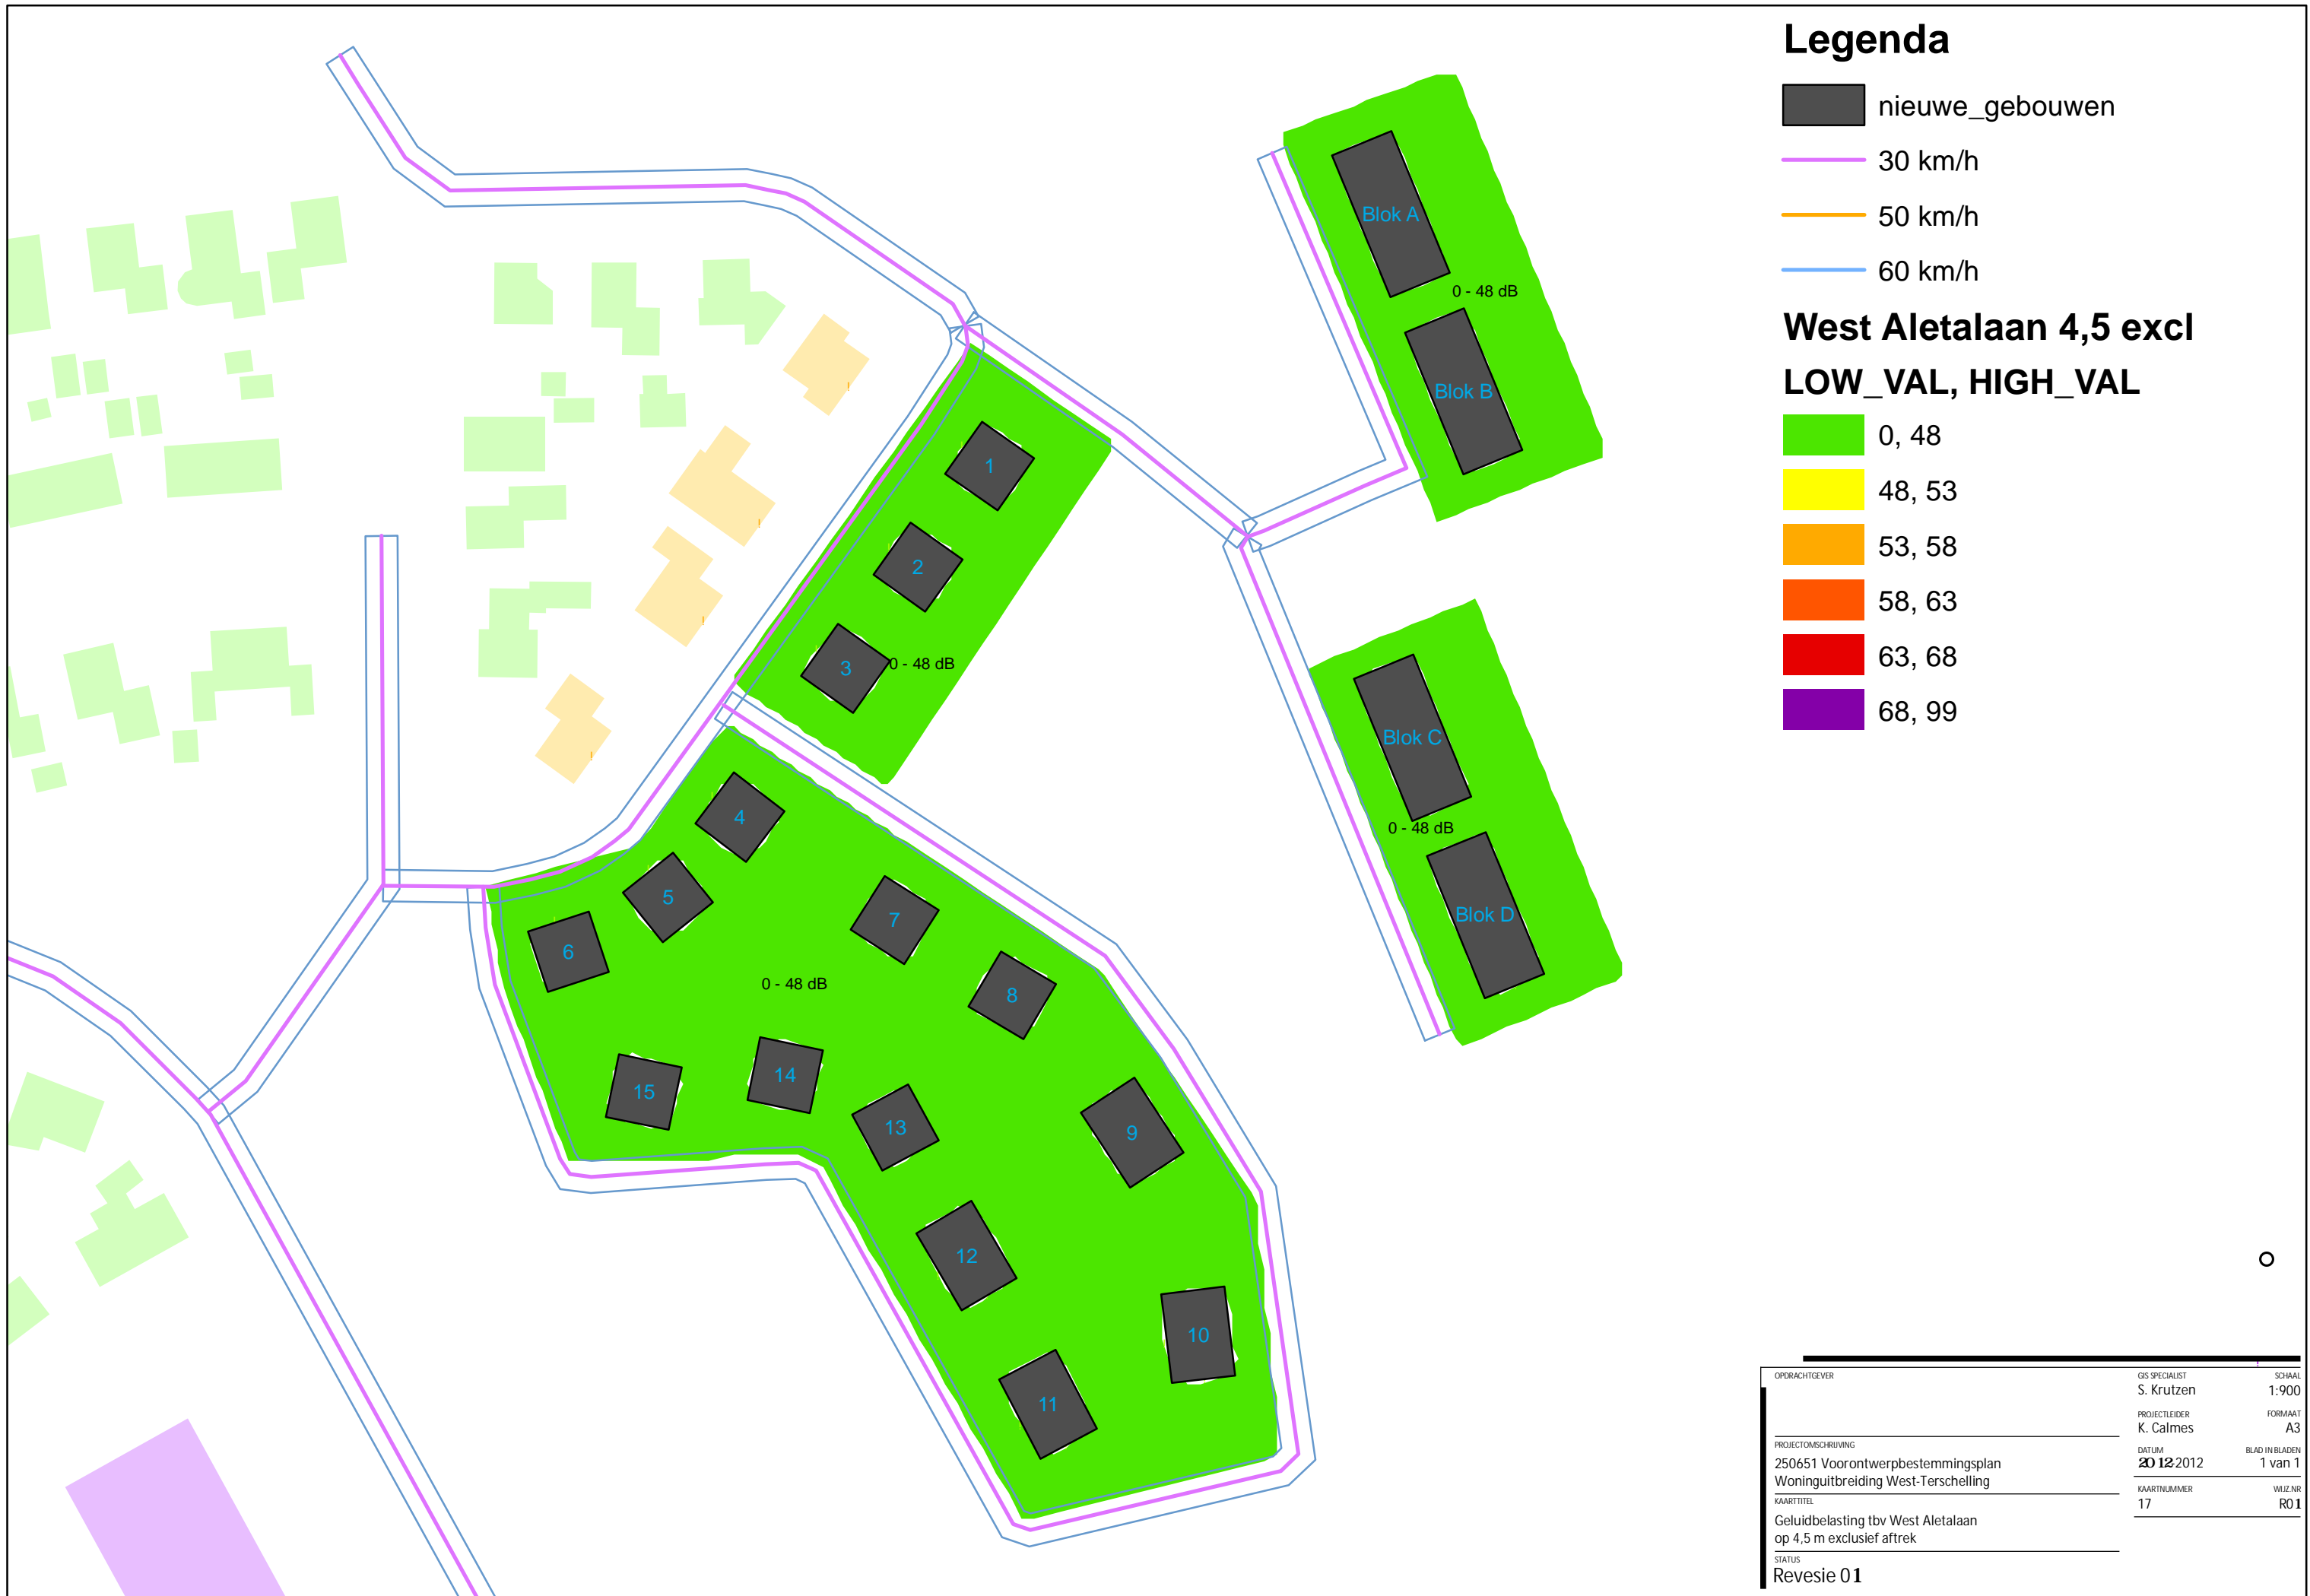 Legenda
nieuwe_gebouwen
30 km/h
50 km/h
60 km/h
West Aletalaan 4,5 excl
LOW_VAL, HIGH_VAL
0, 48
48, 53
53, 58
58, 63
63, 68
68, 99
Blok A
0 - 48 dB
Blok B
1
2
3
0 - 48 dB
Blok C
0 - 48 dB
Blok D
4
5
6
7
8
0 - 48 dB
9
10
11
12
13
14
15
OPDRACHTGEVER
GIS SPECIALIST
SCHAAL
S. Krutzen
1:900
PROJECTLEIDER
FORMAAT
K. Calmes
A3
PROJECTOMSCHRIJVING
250651 Voorontwerpbestemmingsplan
Woninguitbreiding West-Terschelling
DATUM
BLAD IN BLADEN
20-12-2012
1 van 1
KAARTTITEL
Geluidbelasting tbv West Aletalaan
op 4,5 m exclusief aftrek
KAARTNUMMER
WIJZ.NR
17
R01
STATUS
Revesie 01